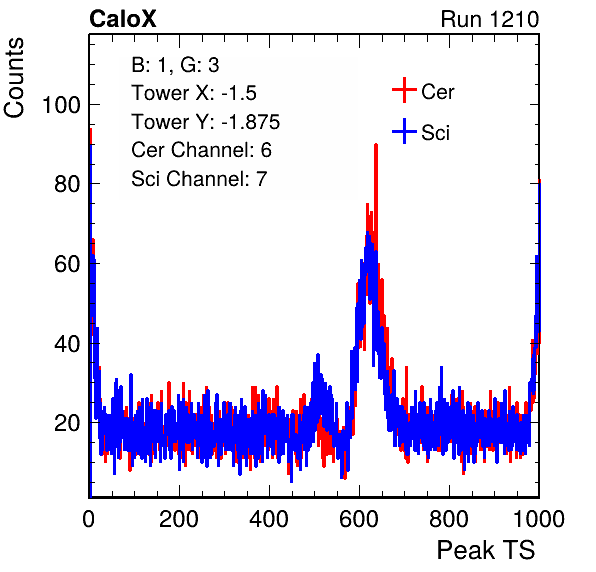 CaloX Run 1210
Counts
B: 1, G: 3
Tower X: -1.5
Tower Y: -1.875
Cer Channel: 6
Sci Channel: 7
Cer
Sci
100
80
60
40
20
0 200 400 600 800 1000
Peak TS